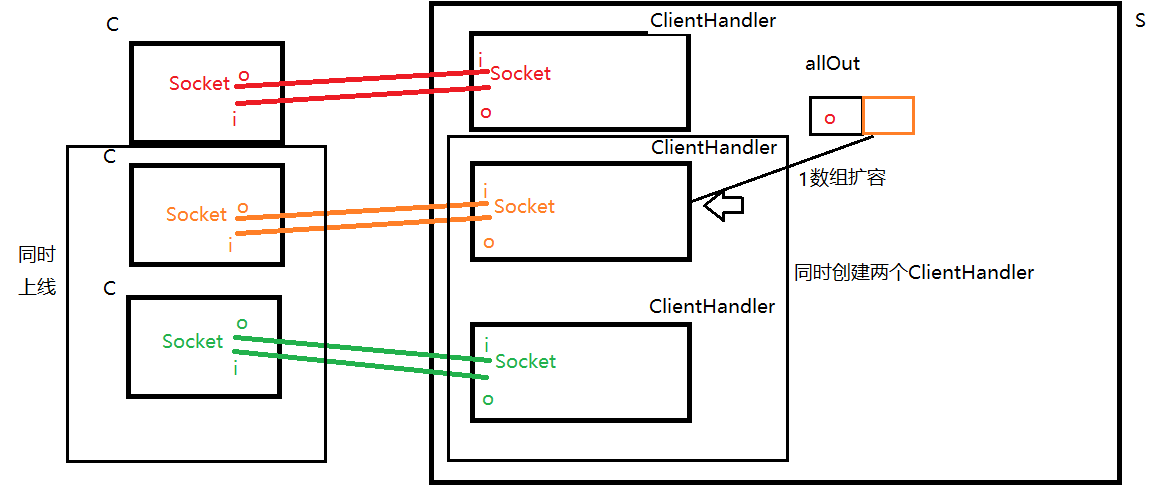 C
Socket
o
i
C
Socket
o
i
同时
上线
C
Socket
o
i
S
ClientHandler
i
Socket
o
ClientHandler
i
Socket
o
ClientHandler
i
Socket
o
allOut
o
1数组扩容
同时创建两个ClientHandler